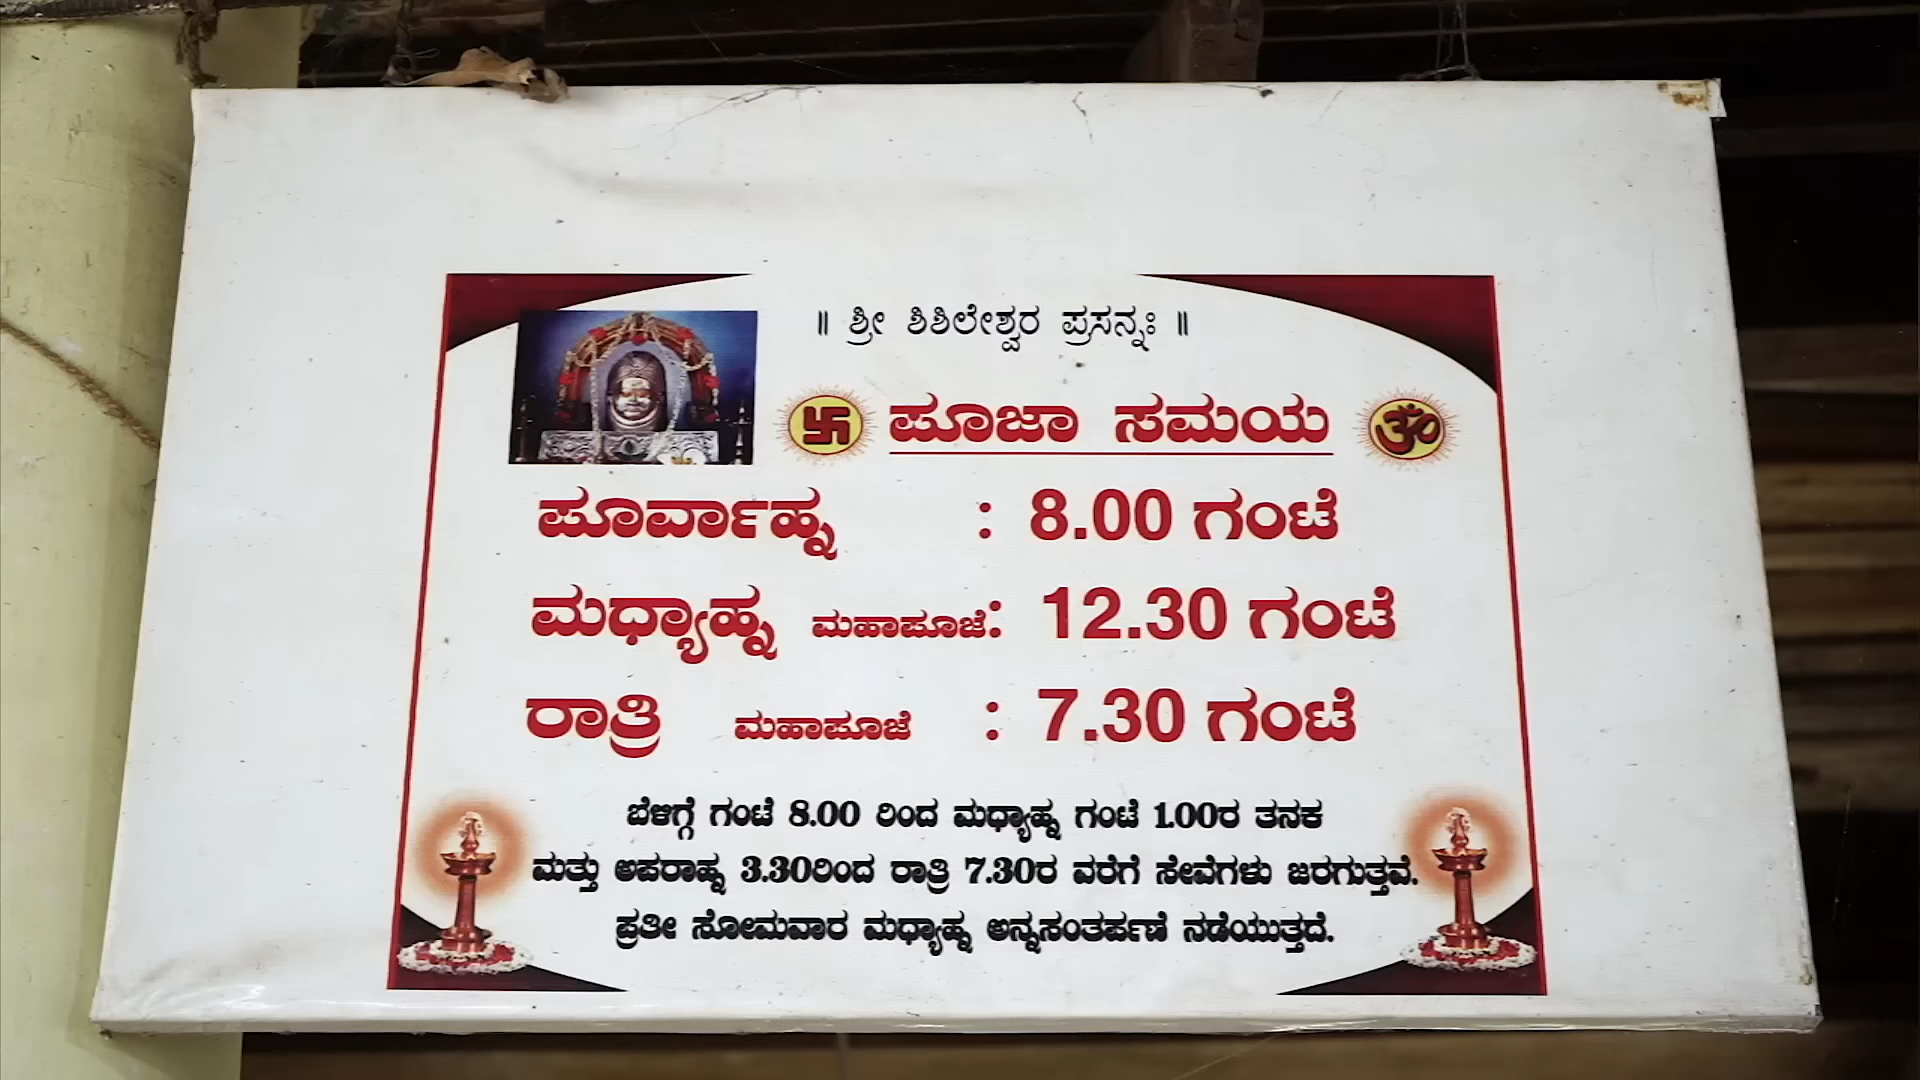 ॥ ಶ್ರೀ ಶಿಶಿಲೇಶ್ವರ ಪ್ರಸನ್ನಃ ॥
ಪೂಜಾ ಸಮಯ
ಪೂರ್ವಾಹ್ನ : 8.00 ಗಂಟೆ
ಮಧ್ಯಾಹ್ನ ಮಹಾಪೂಜೆ: 12.30 ಗಂಟೆ
ರಾತ್ರಿ ಮಹಾಪೂಜೆ : 7.30 ಗಂಟೆ
ಬೆಳಿಗ್ಗೆ ಗಂಟೆ 8.00 ರಿಂದ ಮಧ್ಯಾಹ್ನ ಗಂಟೆ 1.00ರ ತನಕ
ಮತ್ತು ಅಪರಾಹ್ನ 3.30ರಿಂದ ರಾತ್ರಿ 7.30ರ ವರೆಗೆ ಸೇವೆಗಳು ಜರಗುತ್ತವೆ.
ಪ್ರತೀ ಸೋಮವಾರ ಮಧ್ಯಾಹ್ನ ಅನ್ನಸಂತರ್ಪಣೆ ನಡೆಯುತ್ತದೆ.